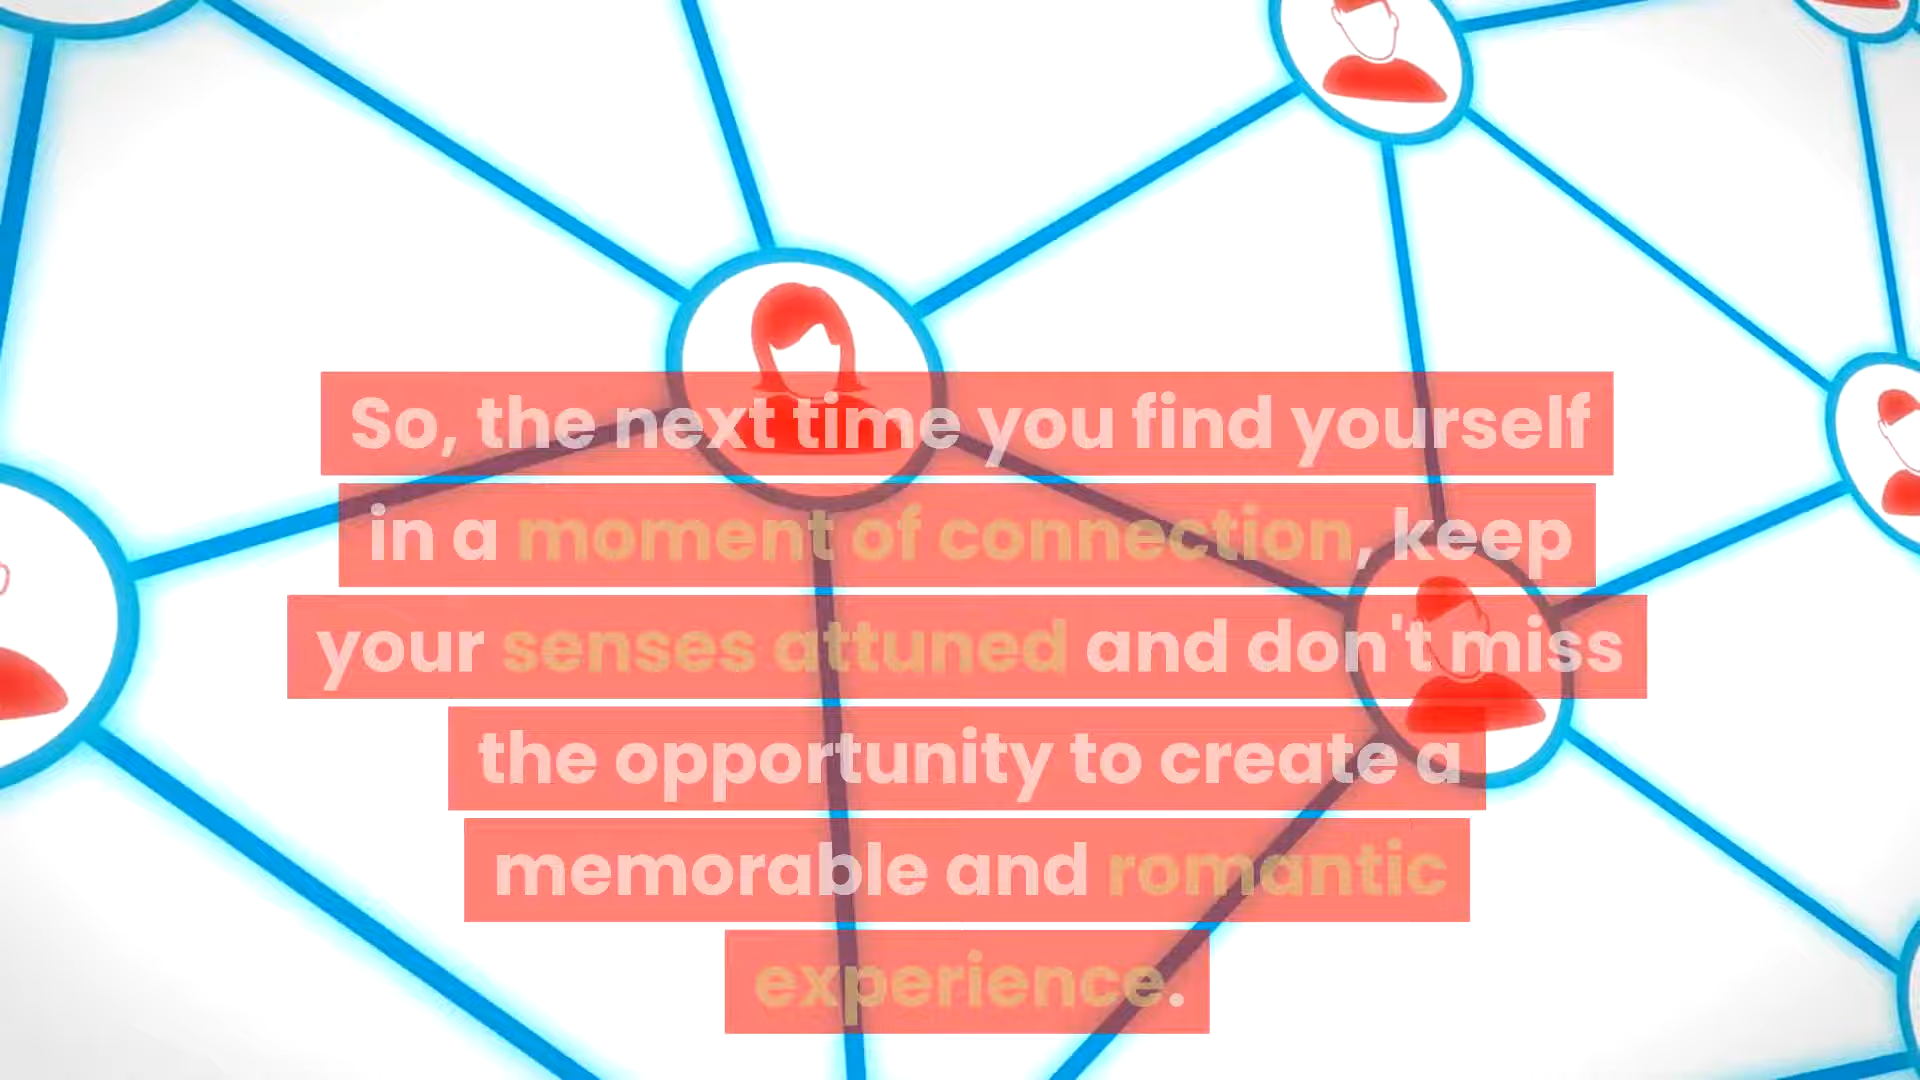 So, the next time you find yourself
in a moment of connection, keep
your senses attuned and don't miss
the opportunity to create a
memorable and romantic
experience.